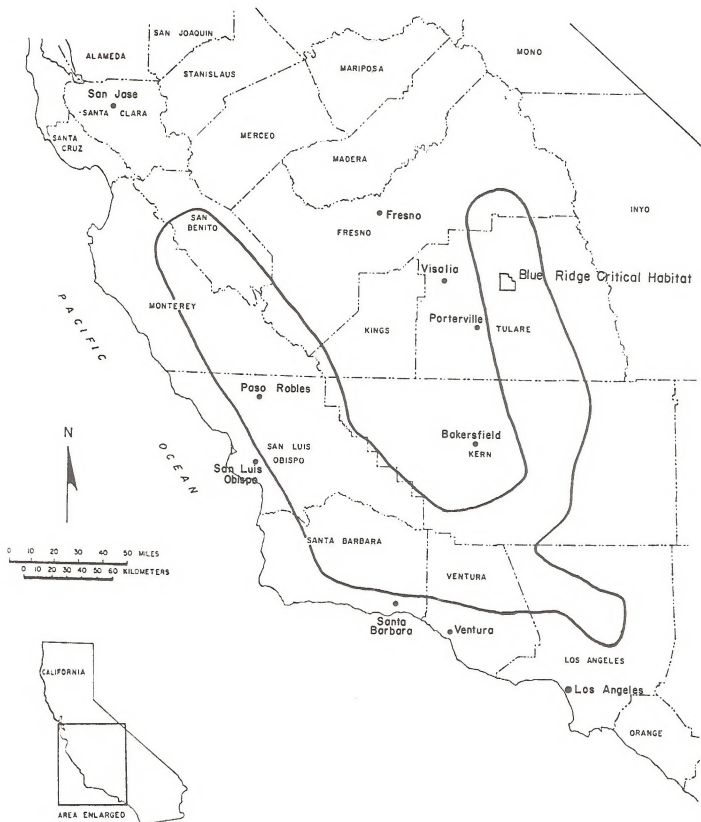 SAN JOAQUIN
MONO
ALAMEDA
STANISLAUS
MARIPOSA
San Jose
SANTA CLARA
MERCED
SANTA
CRUZ
MADERA
SAN
BENITO
Fresno
FRESNO
INYO
Visalia
Blue Ridge Critical Habitat
MONTEREY
PACIFIC
KINGS
Porterville
TULARE
Paso Robles
OCEAN
N
Bakersfield
KERN
SAN LUIS
OBISPO
San Luis
Obispo
0 10 20 30 40 50 MILES
0 10 20 30 40 50 60 KILOMETERS
SANTA BARBARA
VENTURA
Santa
Barbara
Ventura
LOS ANGELES
Los Angeles
ORANGE
CALIFORNIA
AREA ENLARGED